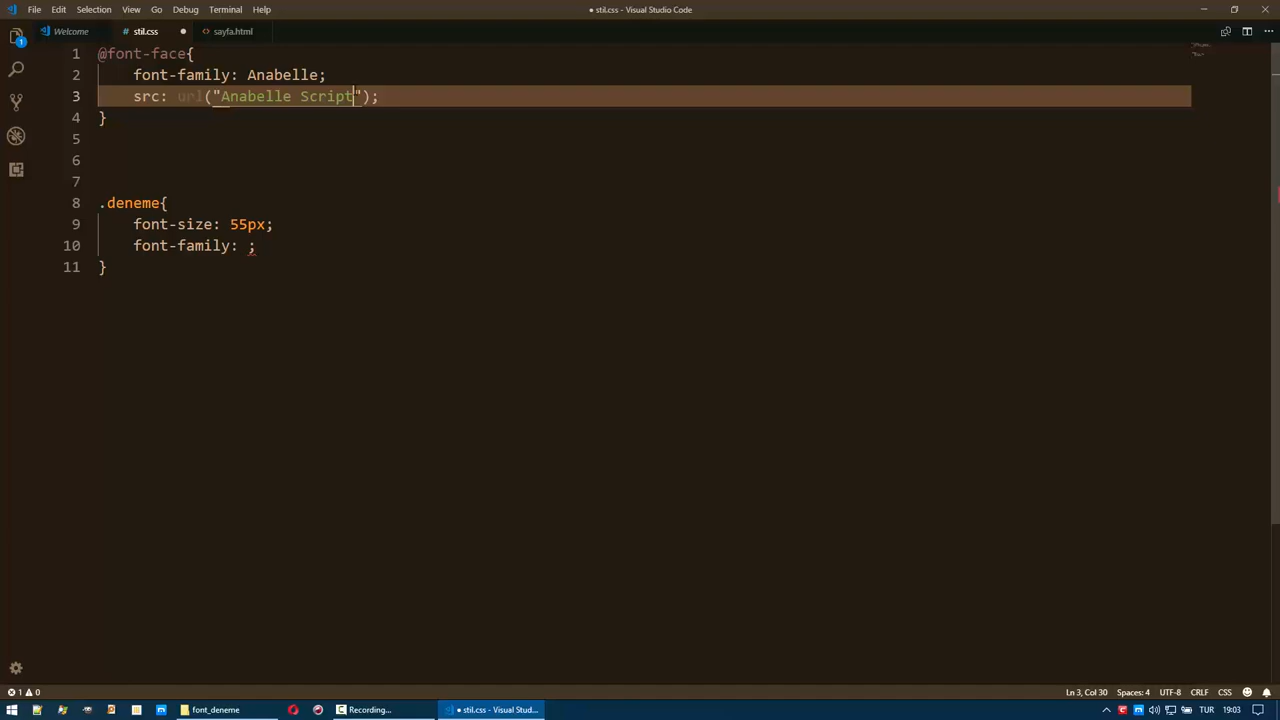 File Edit Selection View Go Debug Terminal Help
● stil.css - Visual Studio Code
Welcome
# stil.css
sayfa.html
1 @font-face{
2 font-family: Anabelle;
3 src: url("Anabelle Script");
4 }
5
6
7
8 .deneme{
9 font-size: 55px;
10 font-family: ;
11 }
1 0
Ln 3, Col 30 Spaces: 4 UTF-8 CRLF CSS
font_deneme
Recording...
● stil.css - Visual Stud...
TUR 19:03